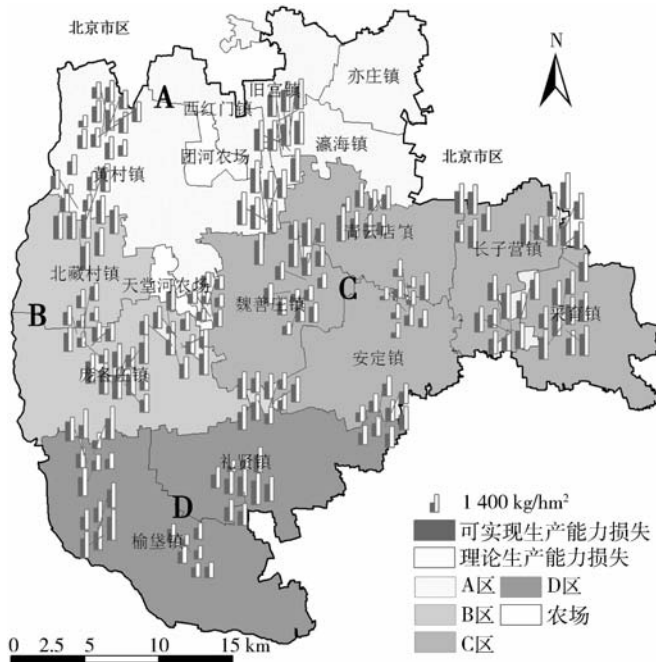 北京市区
N
亦庄镇
旧宫镇
A
西红门镇
瀛海镇
北京市区
团河农场
黄村镇
青云店镇
长子营镇
北臧村镇
天堂河农场
魏善庄镇
C
B
采育镇
安定镇
庞各庄镇
礼贤镇
D
榆垡镇
1 400 kg/hm²
可实现生产能力损失
理论生产能力损失
A区
D区
B区
农场
C区
0 2.5 5 10 15 km